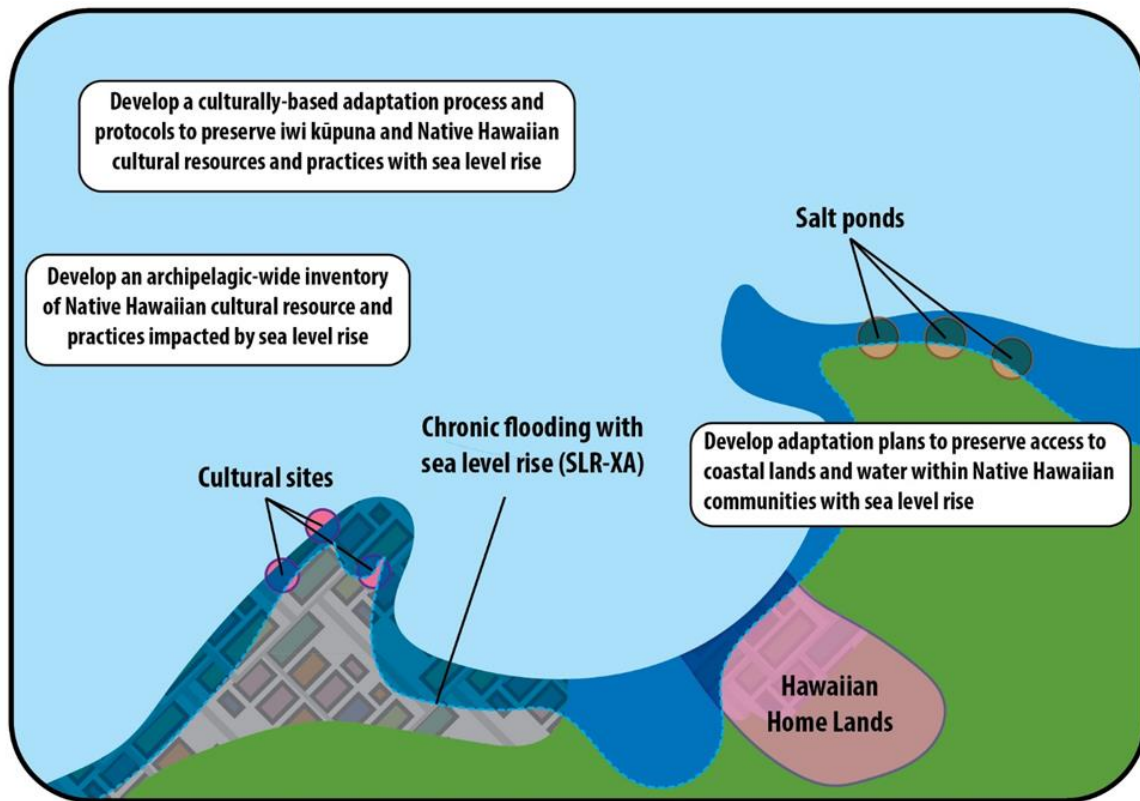 Develop a culturally-based adaptation process and
protocols to preserve iwi kūpuna and Native Hawaiian
cultural resources and practices with sea level rise
Salt ponds
Develop an archipelagic-wide inventory
of Native Hawaiian cultural resource and
practices impacted by sea level rise
Chronic flooding with
sea level rise (SLR-XA)
Develop adaptation plans to preserve access to
coastal lands and water within Native Hawaiian
communities with sea level rise
Cultural sites
Hawaiian
Home Lands